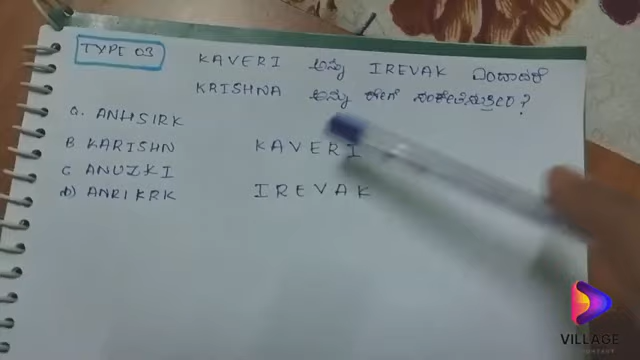 TYPE 03
KAVERI ಅನ್ನು IREVAK ಎಂದಾದರೆ
KRISHNA ಅನ್ನು ಹೇಗೆ ಸಂಕೇತಿಸುತ್ತೀರಿ?
a. ANHSIRK
B. KARISHN
C ANUZKI
d) ANRIKRK
KAVERI
IREVAK
VILLAGE